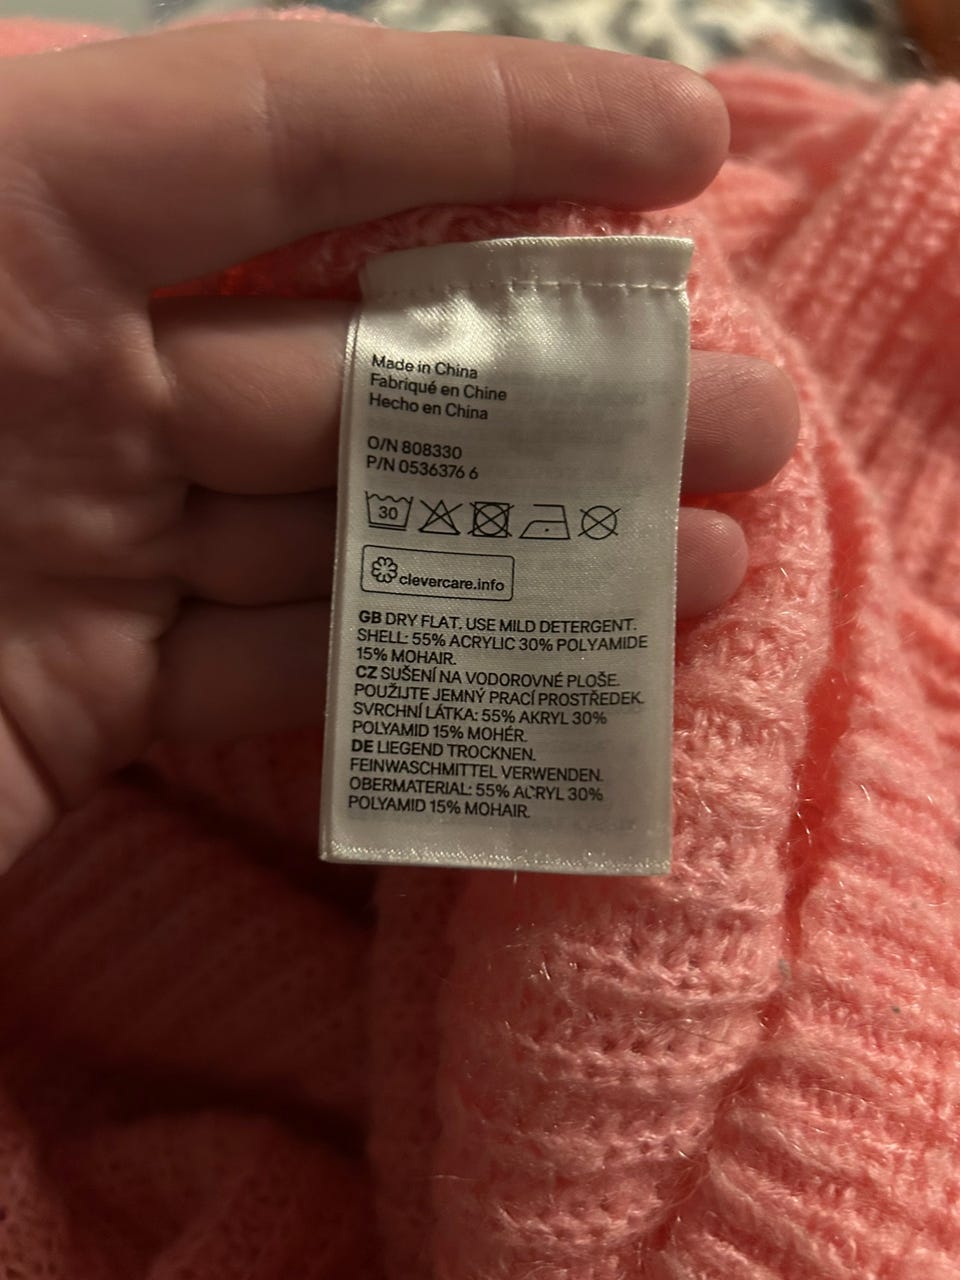 Made in China
Fabriqué en Chine
Hecho en China
O/N 808330
P/N 0536376 6
30
clevercare.info
GB DRY FLAT. USE MILD DETERGENT.
SHELL: 55% ACRYLIC 30% POLYAMIDE
15% MOHAIR.
CZ SUŠENÍ NA VODOROVNÉ PLOŠE.
POUŽIJTE JEMNÝ PRACÍ PROSTŘEDEK.
SVRCHNÍ LÁTKA: 55% AKRYL 30%
POLYAMID 15% MOHÉR.
DE LIEGEND TROCKNEN.
FEINWASCHMITTEL VERWENDEN.
OBERMATERIAL: 55% ACRYL 30%
POLYAMID 15% MOHAIR.